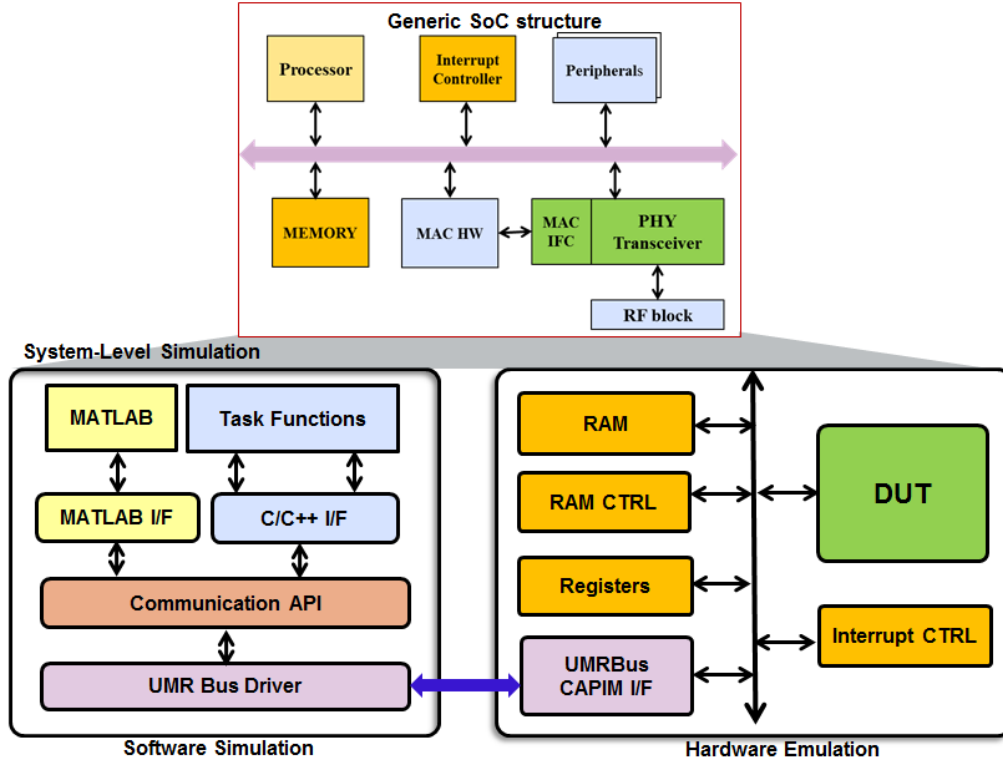 Generic SoC structure
Processor
Interrupt
Controller
Peripherals
MEMORY
MAC HW
MAC
IFC
PHY
Transceiver
RF block
System-Level Simulation
MATLAB
Task Functions
MATLAB I/F
C/C++ I/F
Communication API
UMR Bus Driver
Software Simulation
RAM
RAM CTRL
Registers
UMRBus
CAPIM I/F
DUT
Interrupt CTRL
Hardware Emulation